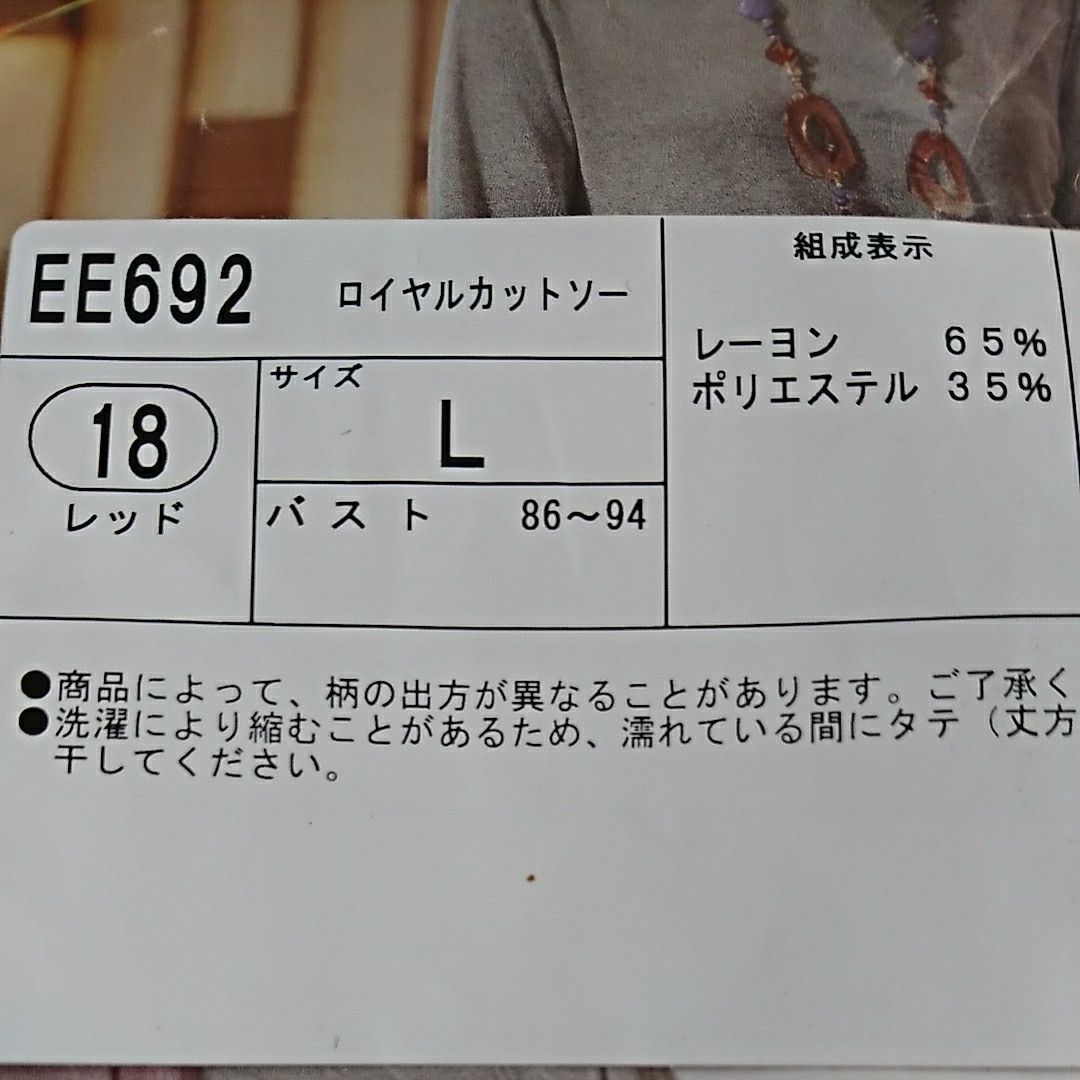 EE692 ロイヤルカットソー
18
レッド
サイズ
L
バスト 86～94
組成表示
レーヨン 65%
ポリエステル 35%
●商品によって、柄の出方が異なることがあります。ご了承く
●洗濯により縮むことがあるため、濡れている間にタテ（丈方
干してください。